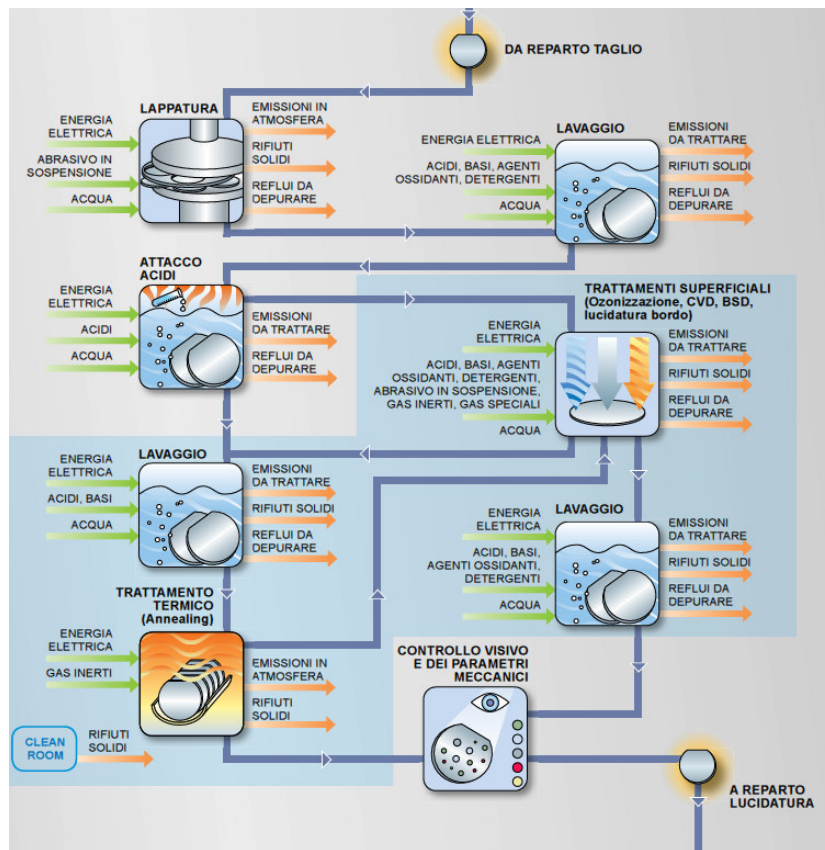 DA REPARTO TAGLIO
LAPPATURA
ENERGIA
ELETTRICA
ABRASIVO IN
SOSPENSIONE
ACQUA
EMISSIONI IN
ATMOSFERA
RIFIUTI
SOLIDI
REFLUI DA
DEPURARE
LAVAGGIO
ENERGIA ELETTRICA
ACIDI, BASI, AGENTI
OSSIDANTI, DETERGENTI
ACQUA
EMISSIONI
DA TRATTARE
RIFIUTI SOLIDI
REFLUI DA
DEPURARE
ATTACCO
ACIDI
ENERGIA
ELETTRICA
ACIDI
ACQUA
EMISSIONI
DA TRATTARE
REFLUI DA
DEPURARE
TRATTAMENTI SUPERFICIALI
(Ozonizzazione, CVD, BSD,
lucidatura bordo)
ENERGIA
ELETTRICA
ACIDI, BASI, AGENTI
OSSIDANTI, DETERGENTI,
ABRASIVO IN SOSPENSIONE,
GAS INERTI, GAS SPECIALI
ACQUA
EMISSIONI
DA TRATTARE
RIFIUTI SOLIDI
REFLUI DA
DEPURARE
LAVAGGIO
ENERGIA
ELETTRICA
ACIDI, BASI
ACQUA
EMISSIONI
DA TRATTARE
RIFIUTI SOLIDI
REFLUI DA
DEPURARE
LAVAGGIO
ENERGIA
ELETTRICA
ACIDI, BASI,
AGENTI OSSIDANTI,
DETERGENTI
ACQUA
EMISSIONI
DA TRATTARE
RIFIUTI SOLIDI
REFLUI DA
DEPURARE
TRATTAMENTO
TERMICO
(Annealing)
ENERGIA
ELETTRICA
GAS INERTI
EMISSIONI IN
ATMOSFERA
RIFIUTI
SOLIDI
CONTROLLO VISIVO
E DEI PARAMETRI
MECCANICI
CLEAN
ROOM
RIFIUTI
SOLIDI
A REPARTO
LUCIDATURA